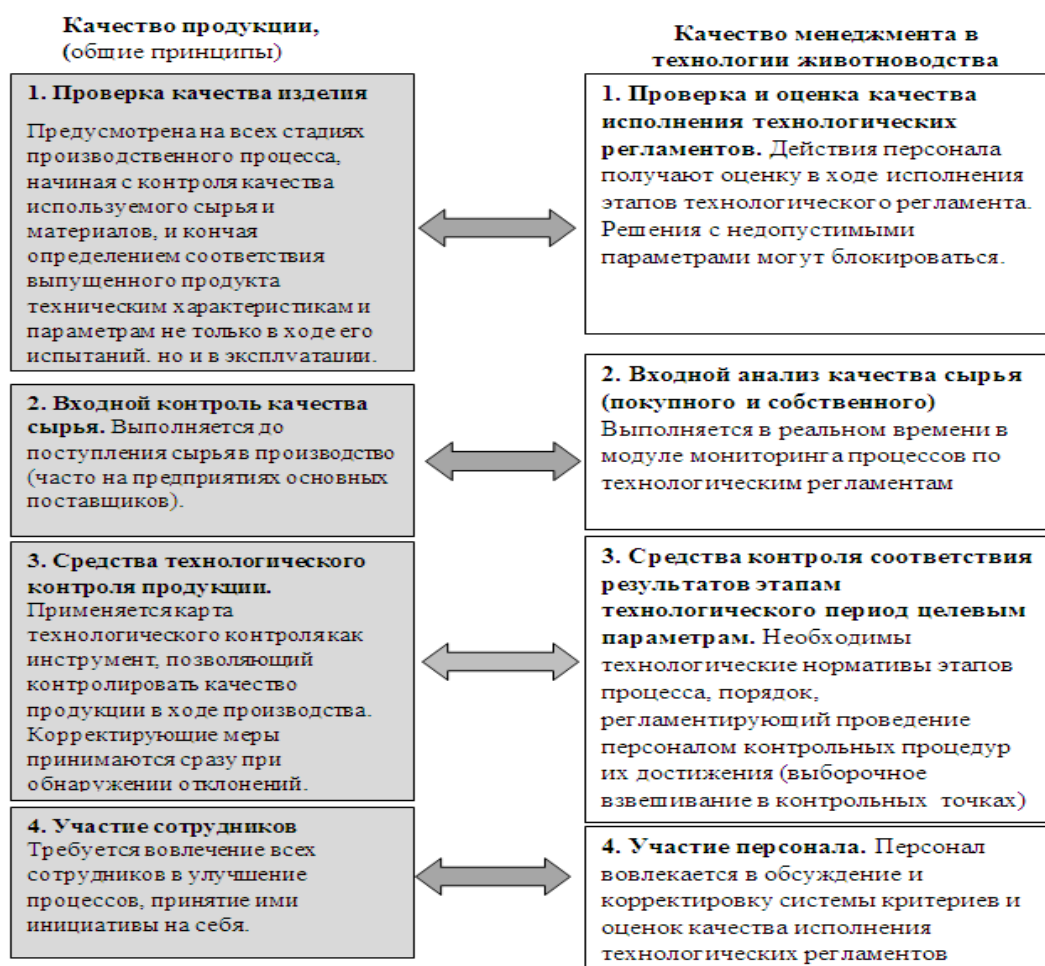 Качество продукции,
(общие принципы)
1. Проверка качества изделия
Предусмотрена на всех стадиях
производственного процесса,
начиная с контроля качества
используемого сырья и
материалов, и кончая
определением соответствия
выпущенного продукта
техническим характеристикам и
параметрам не только в ходе его
испытаний, но и в эксплуатации.
2. Входной контроль качества
сырья. Выполняется до
поступления сырья в производство
(часто на предприятиях основных
поставщиков).
3. Средства технологического
контроля продукции.
Применяется карта
технологического контроля как
инструмент, позволяющий
контролировать качество
продукции в ходе производства.
Корректирующие меры
принимаются сразу при
обнаружении отклонений.
4. Участие сотрудников
Требуется вовлечение всех
сотрудников в улучшение
процессов, принятие ими
инициативы на себя.
Качество менеджмента в
технологии животноводства
1. Проверка и оценка качества
исполнения технологических
регламентов. Действия персонала
получают оценку в ходе исполнения
этапов технологического регламента.
Решения с недопустимыми
параметрами могут блокироваться.
2. Входной анализ качества сырья
(покупного и собственного)
Выполняется в реальном времени в
модуле мониторинга процессов по
технологическим регламентам
3. Средства контроля соответствия
результатов этапам
технологического период целевым
параметрам. Необходимы
технологические нормативы этапов
процесса, порядок,
регламентирующий проведение
персоналом контрольных процедур
их достижения (выборочное
взвешивание в контрольных точках)
4. Участие персонала. Персонал
вовлекается в обсуждение и
корректировку системы критериев и
оценок качества исполнения
технологических регламентов